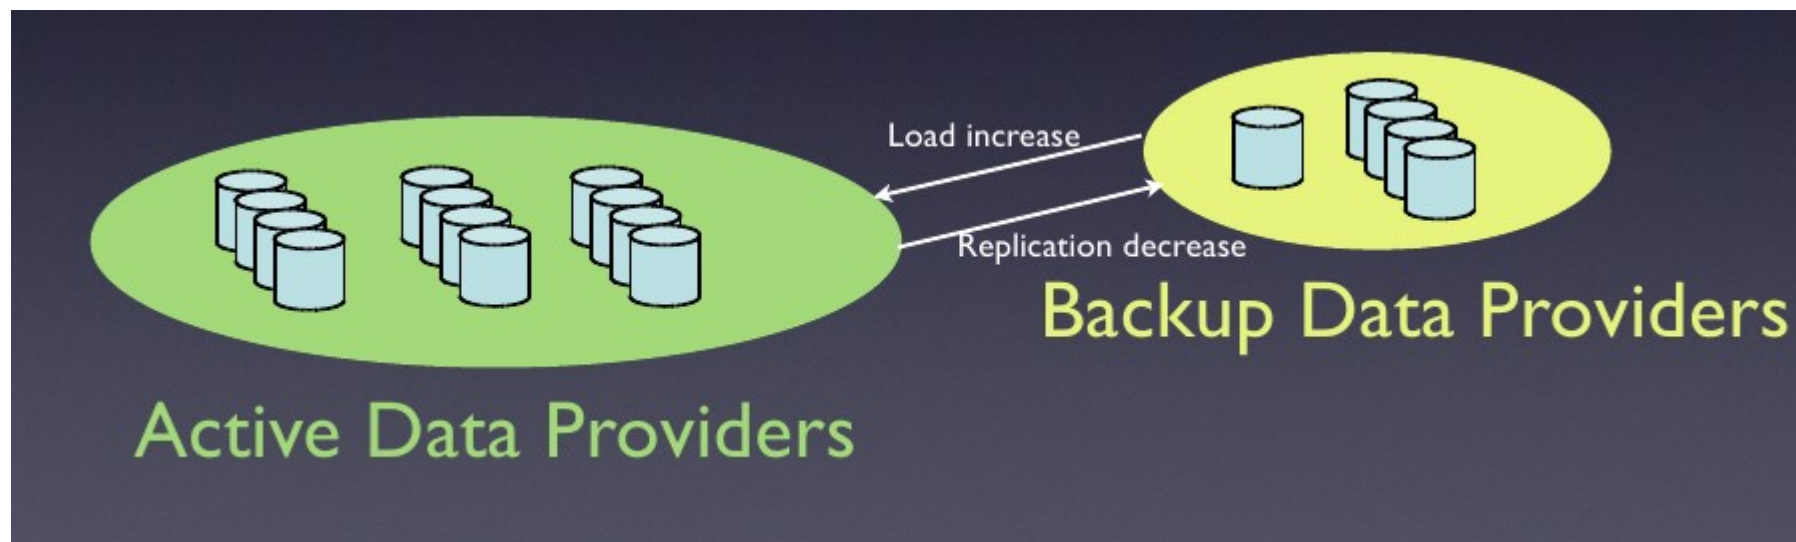 Load increase
Replication decrease
Backup Data Providers
Active Data Providers